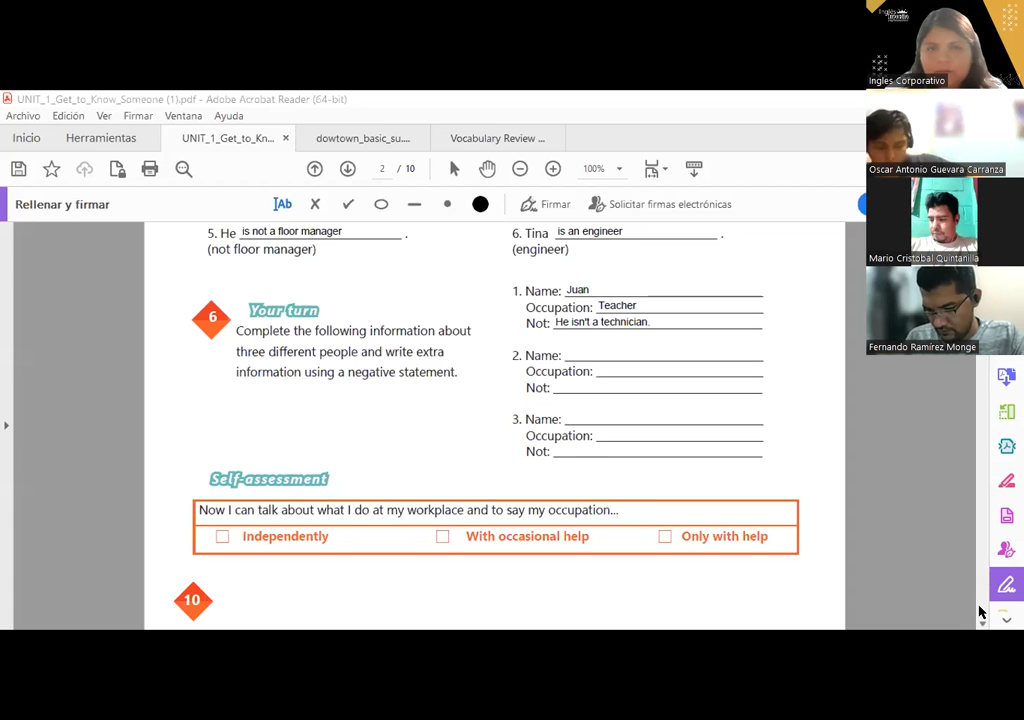 UNIT_1_Get_to_Know_Someone (1).pdf - Adobe Acrobat Reader (64-bit)
Archivo Edición Ver Firmar Ventana Ayuda
Inicio Herramientas UNIT_1_Get_to_Kn... × dowtown_basic_su.... Vocabulary Review ...
2 / 10 100%
Rellenar y firmar Ab Firmar Solicitar firmas electrónicas
5. He is not a floor manager .
(not floor manager)
6. Tina is an engineer .
(engineer)
6
Your turn
Complete the following information about
three different people and write extra
information using a negative statement.
1. Name: Juan
Occupation: Teacher
Not: He isn't a technician.
2. Name:
Occupation:
Not:
3. Name:
Occupation:
Not:
Self-assessment
Now I can talk about what I do at my workplace and to say my occupation...
Independently With occasional help Only with help
10
Inglés
Corporativo
Ingles Corporativo
Oscar Antonio Guevara Carranza
Mario Cristobal Quintanilla
Fernando Ramírez Monge